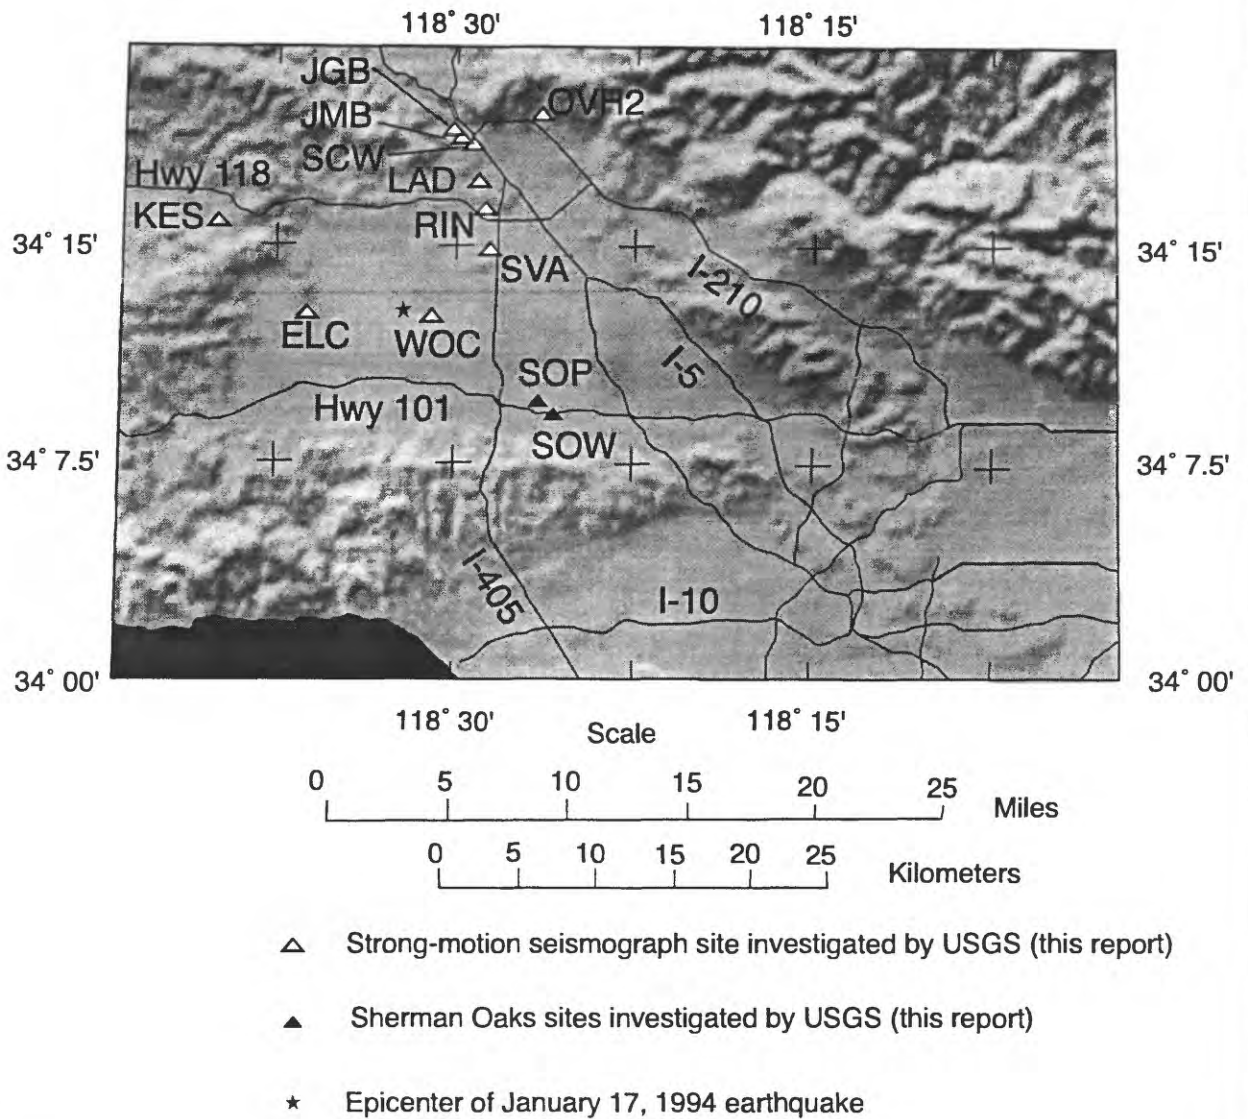 118° 30' 118° 15'
JGB
JMB
SCW
OVH2
Hwy 118
LAD
KES
RIN
34° 15' 34° 15'
SVA
I-210
ELC
WOC
SOP
I-5
Hwy 101
SOW
34° 7.5' 34° 7.5'
I-405
I-10
34° 00' 34° 00'
118° 30' 118° 15'
Scale
0 5 10 15 20 25
Miles
0 5 10 15 20 25
Kilometers
Strong-motion seismograph site investigated by USGS (this report)
Sherman Oaks sites investigated by USGS (this report)
Epicenter of January 17, 1994 earthquake